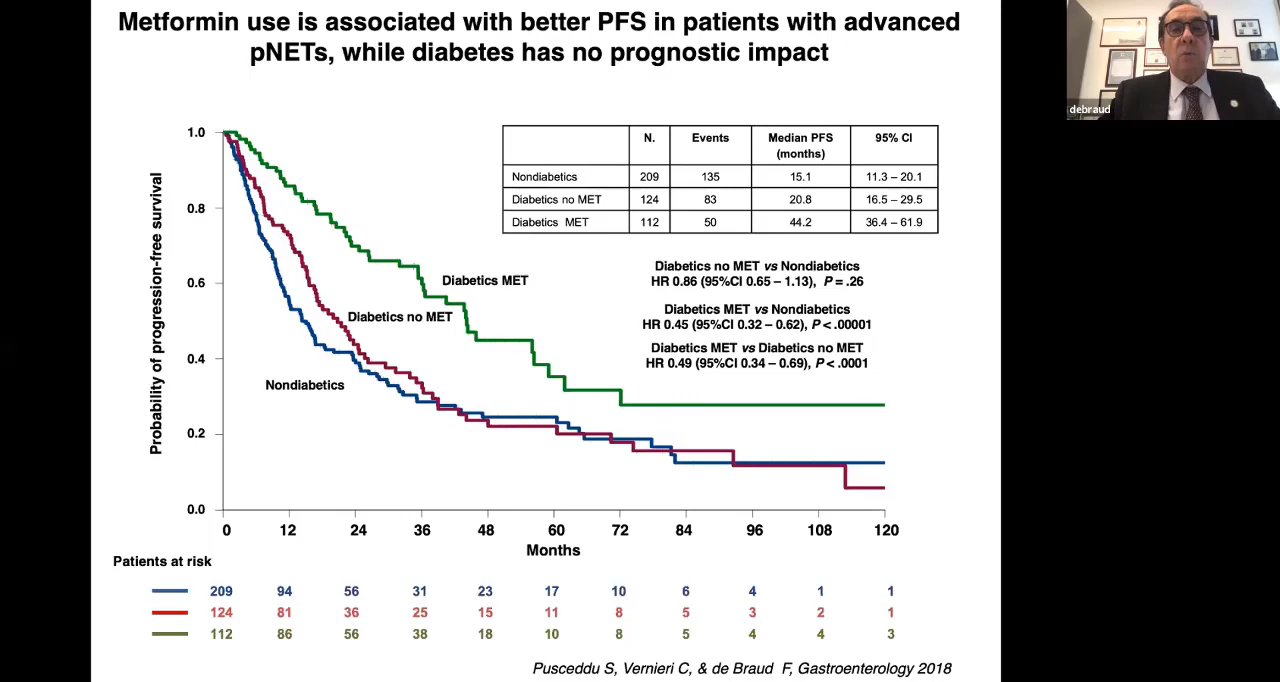 Metformin use is associated with better PFS in patients with advanced
pNETs, while diabetes has no prognostic impact
debraud
N. Events Median PFS (months) 95% CI
Nondiabetics 209 135 15.1 11.3 – 20.1
Diabetics no MET 124 83 20.8 16.5 – 29.5
Diabetics MET 112 50 44.2 36.4 – 61.9
Diabetics no MET vs Nondiabetics
HR 0.86 (95%CI 0.65 – 1.13), P = .26
Diabetics MET vs Nondiabetics
HR 0.45 (95%CI 0.32 – 0.62), P < .00001
Diabetics MET vs Diabetics no MET
HR 0.49 (95%CI 0.34 – 0.69), P < .0001
Probability of progression-free survival
1.0
0.8
0.6
0.4
0.2
0.0
Diabetics MET
Diabetics no MET
Nondiabetics
0 12 24 36 48 60 72 84 96 108 120
Months
Patients at risk
209 94 56 31 23 17 10 6 4 1 1
124 81 36 25 15 11 8 5 3 2 1
112 86 56 38 18 10 8 5 4 4 3
Pusceddu S, Vernieri C, & de Braud F, Gastroenterology 2018